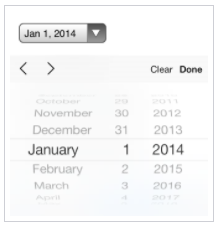 Jan 1, 2014
< > Clear Done
October 29 2011
November 30 2012
December 31 2013
January 1 2014
February 2 2015
March 3 2016
April 4 2017